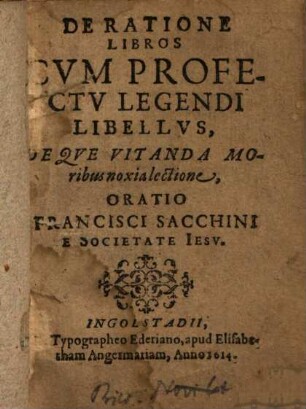 DE RATIONE
LIBROS
CVM PROFE-
CTV LEGENDI
LIBELLVS,
DEQVE VITANDA MO-
ribus noxia lectione,
ORATIO
FRANCISCI SACCHINI
E SOCIETATE IESV.
INGOLSTADII,
Typographeo Ederiano, apud Elisabe-
tham Angermariam, Anno 1614.